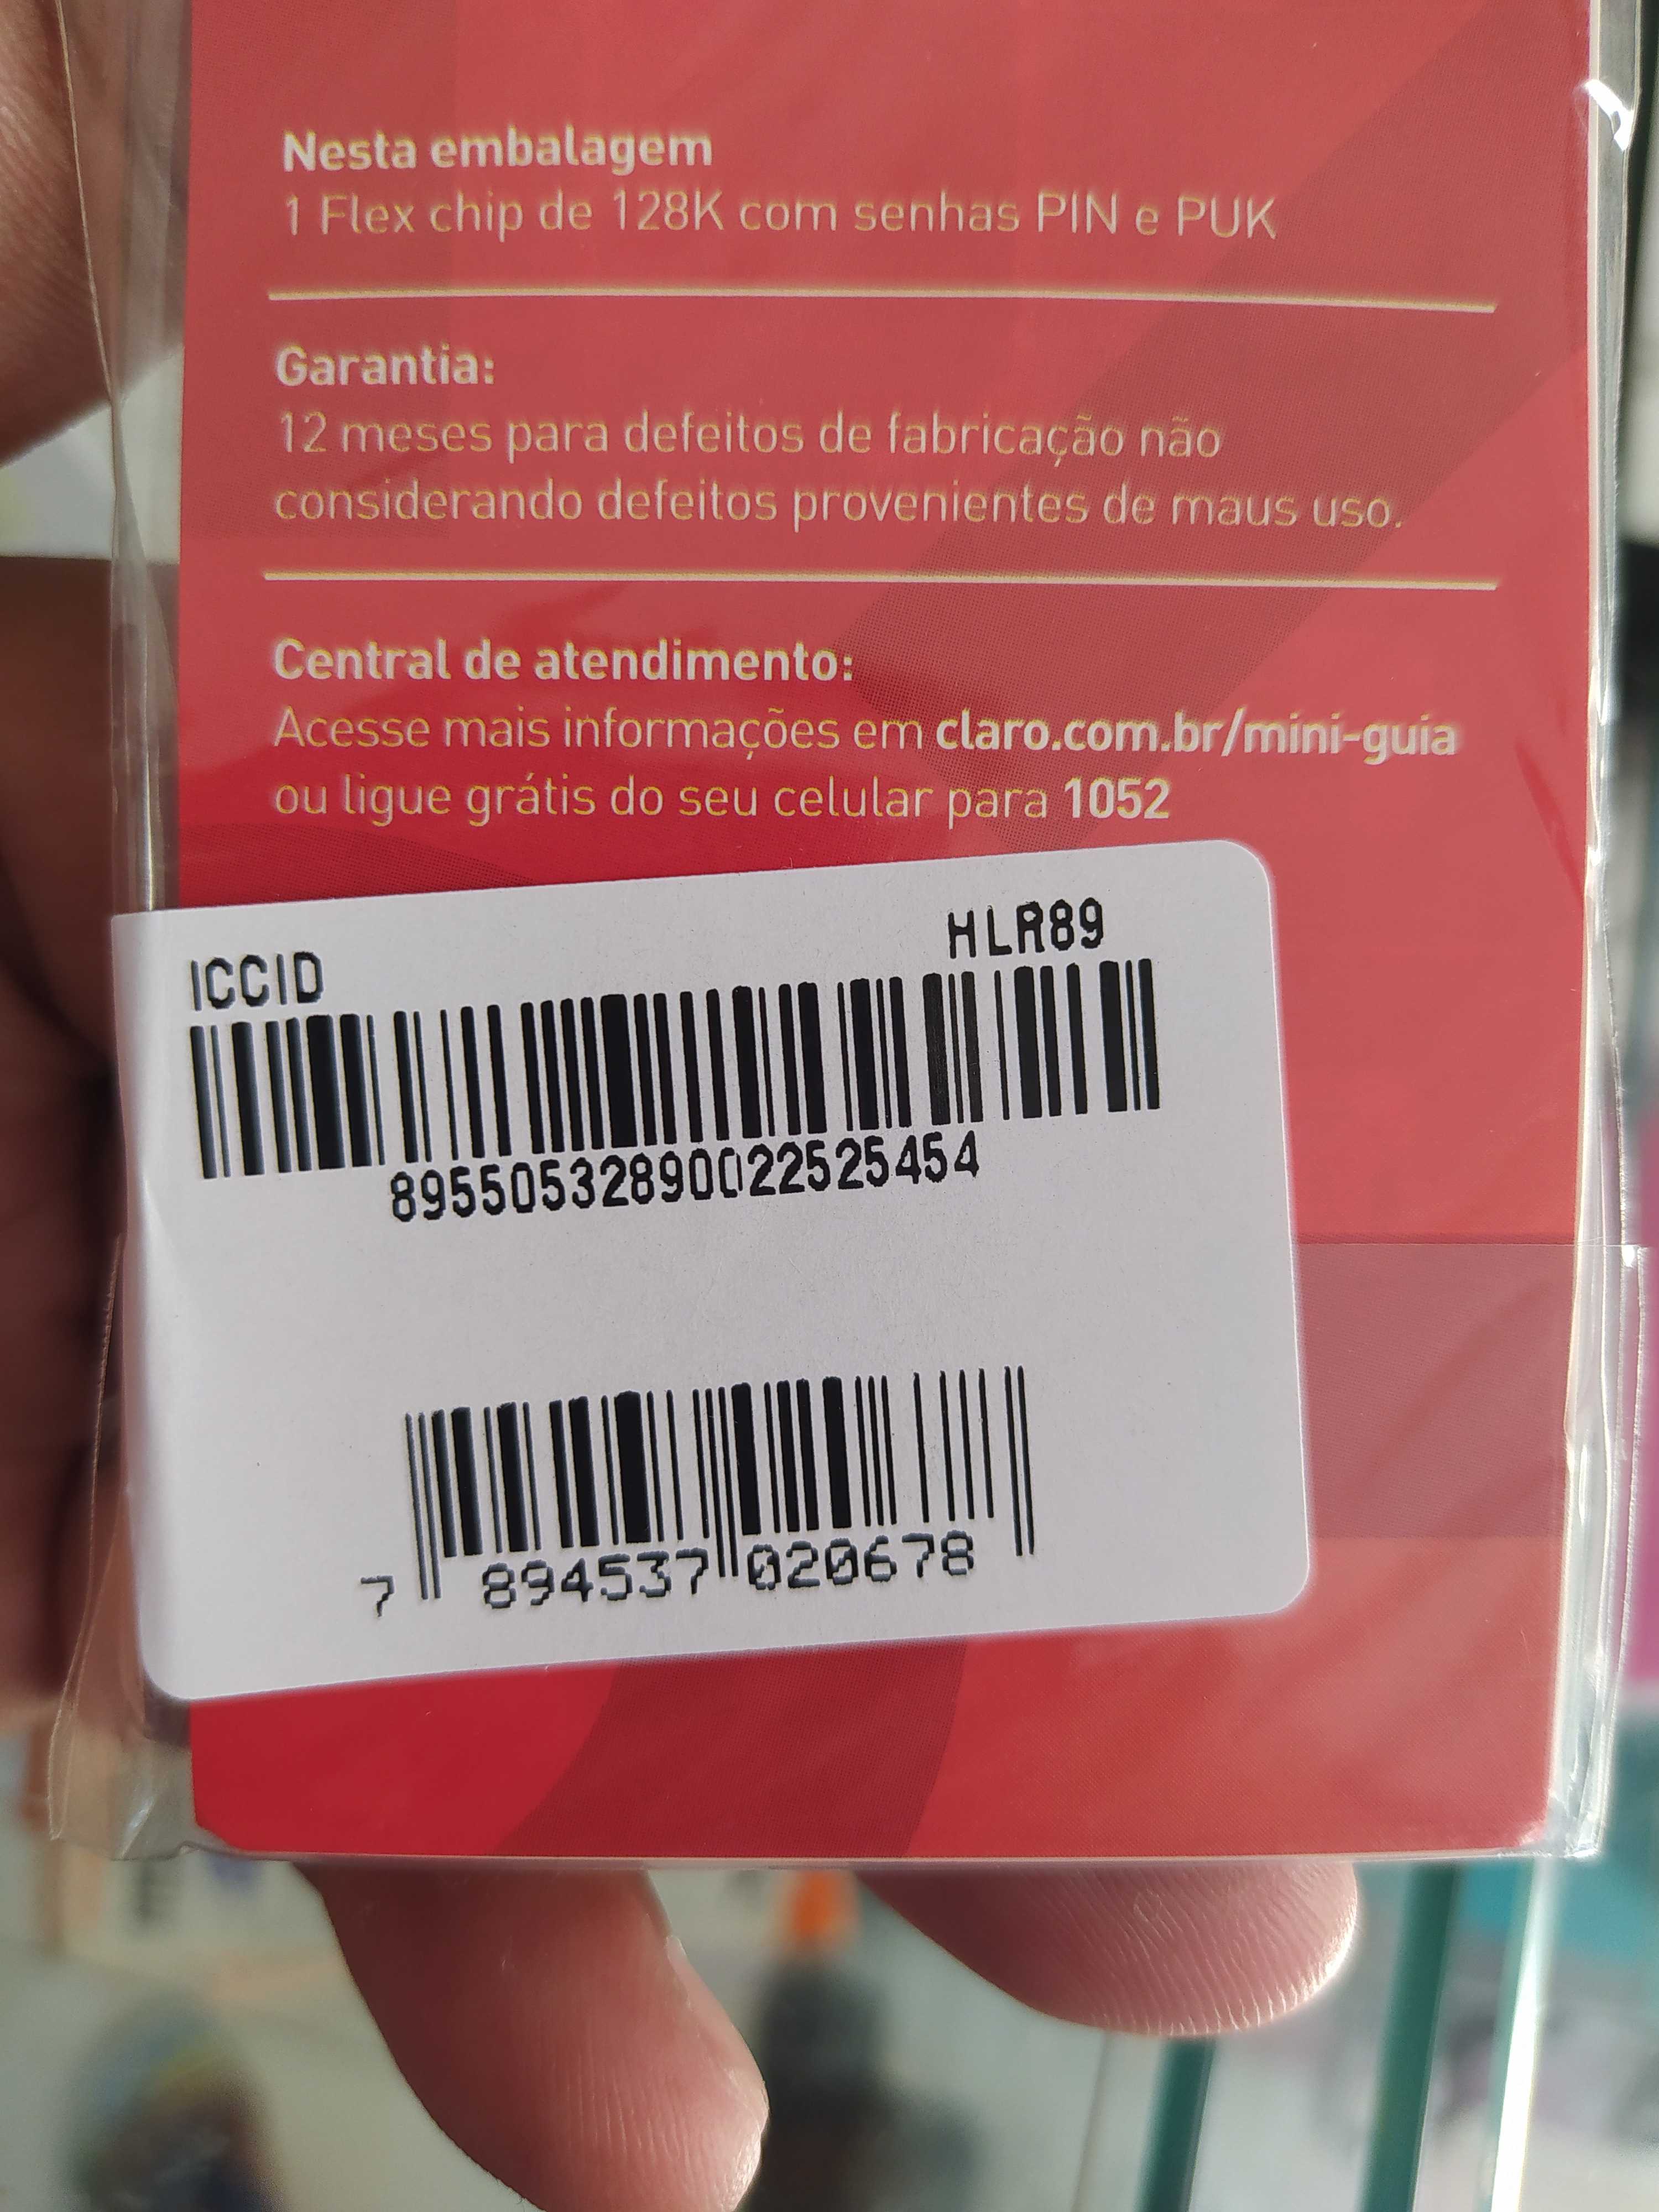 Nesta embalagem
1 Flex chip de 128K com senhas PIN e PUK
Garantia:
12 meses para defeitos de fabricação não
considerando defeitos provenientes de maus uso.
Central de atendimento:
Acesse mais informações em claro.com.br/mini-guia
ou ligue grátis do seu celular para 1052
ICCID HLR89
89550532890022525454
7 894537 020678